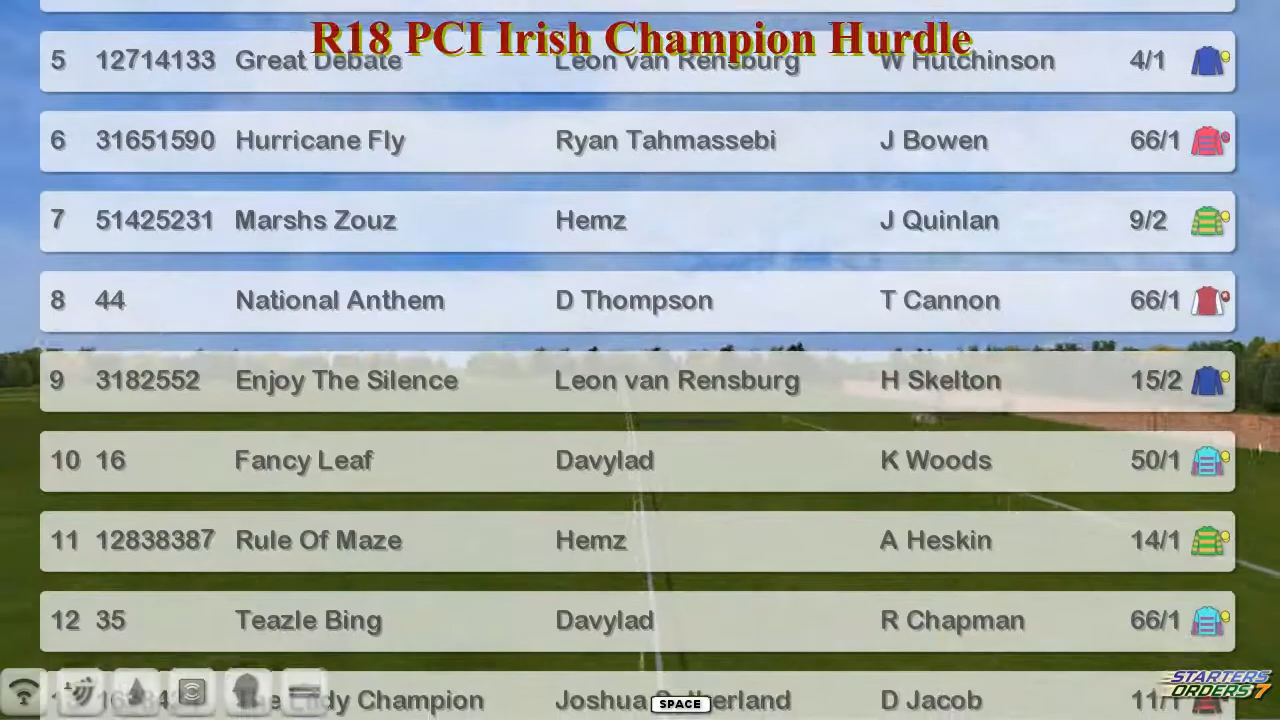 R18 PCI Irish Champion Hurdle
5 12714133 Great Debate Leon van Rensburg W Hutchinson 4/1
6 31651590 Hurricane Fly Ryan Tahmassebi J Bowen 66/1
7 51425231 Marshs Zouz Hemz J Quinlan 9/2
8 44 National Anthem D Thompson T Cannon 66/1
9 3182552 Enjoy The Silence Leon van Rensburg H Skelton 15/2
10 16 Fancy Leaf Davylad K Woods 50/1
11 12838387 Rule Of Maze Hemz A Heskin 14/1
12 35 Teazle Bing Davylad R Chapman 66/1
Champion Joshua D Jacob 11/1
SPACE
STARTERS
ORDERS 7